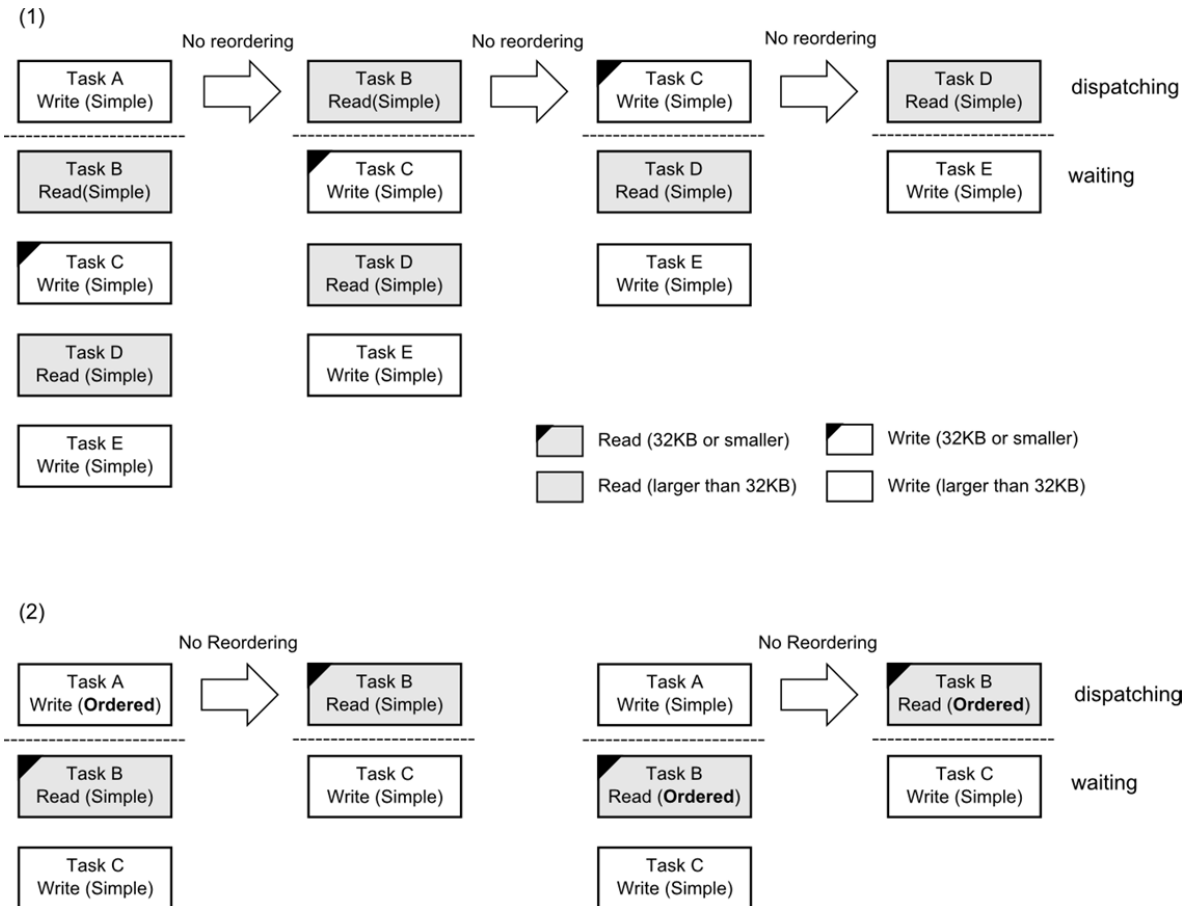 (1)
No reordering
No reordering
No reordering
Task A
Write (Simple)
Task B
Read(Simple)
Task C
Write (Simple)
Task D
Read (Simple)
dispatching
Task B
Read(Simple)
Task C
Write (Simple)
Task D
Read (Simple)
Task E
Write (Simple)
waiting
Task C
Write (Simple)
Task D
Read (Simple)
Task E
Write (Simple)
Task D
Read (Simple)
Task E
Write (Simple)
Task E
Write (Simple)
Read (32KB or smaller)
Write (32KB or smaller)
Read (larger than 32KB)
Write (larger than 32KB)
(2)
No Reordering
No Reordering
Task A
Write (Ordered)
Task B
Read (Simple)
Task A
Write (Simple)
Task B
Read (Ordered)
dispatching
Task B
Read (Simple)
Task C
Write (Simple)
Task B
Read (Ordered)
Task C
Write (Simple)
waiting
Task C
Write (Simple)
Task C
Write (Simple)